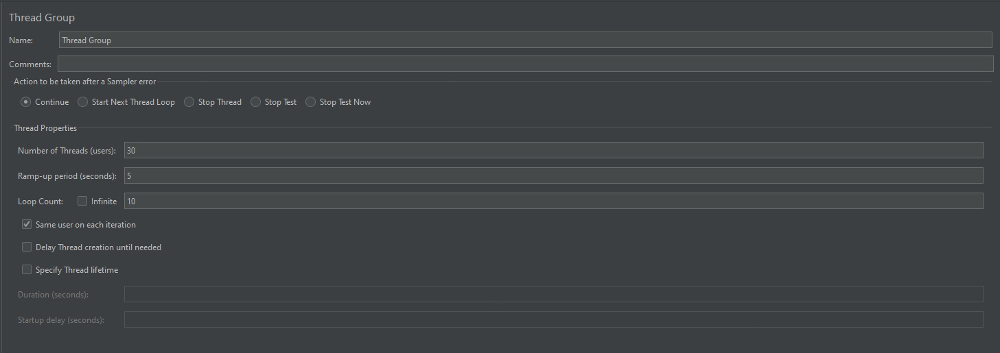 Thread Group
Name: Thread Group
Comments:
Action to be taken after a Sampler error
Continue Start Next Thread Loop Stop Thread Stop Test Stop Test Now
Thread Properties
Number of Threads (users): 30
Ramp-up period (seconds): 5
Loop Count: Infinite 10
Same user on each iteration
Delay Thread creation until needed
Specify Thread lifetime
Duration (seconds):
Startup delay (seconds):